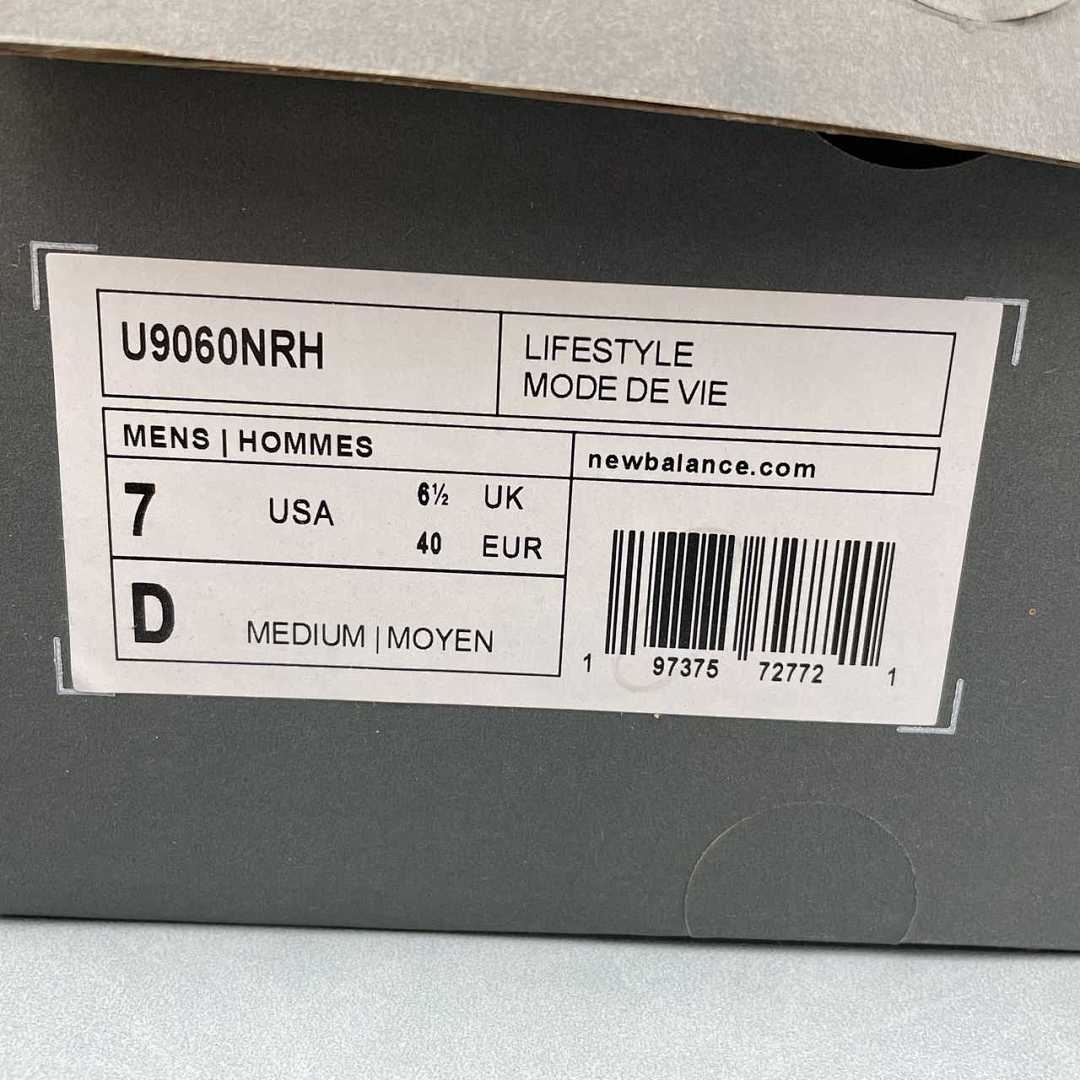 U9060NRH
LIFESTYLE
MODE DE VIE
MENS | HOMMES
newbalance.com
7 USA 6½ UK
40 EUR
D MEDIUM | MOYEN
1 97375 72772 1